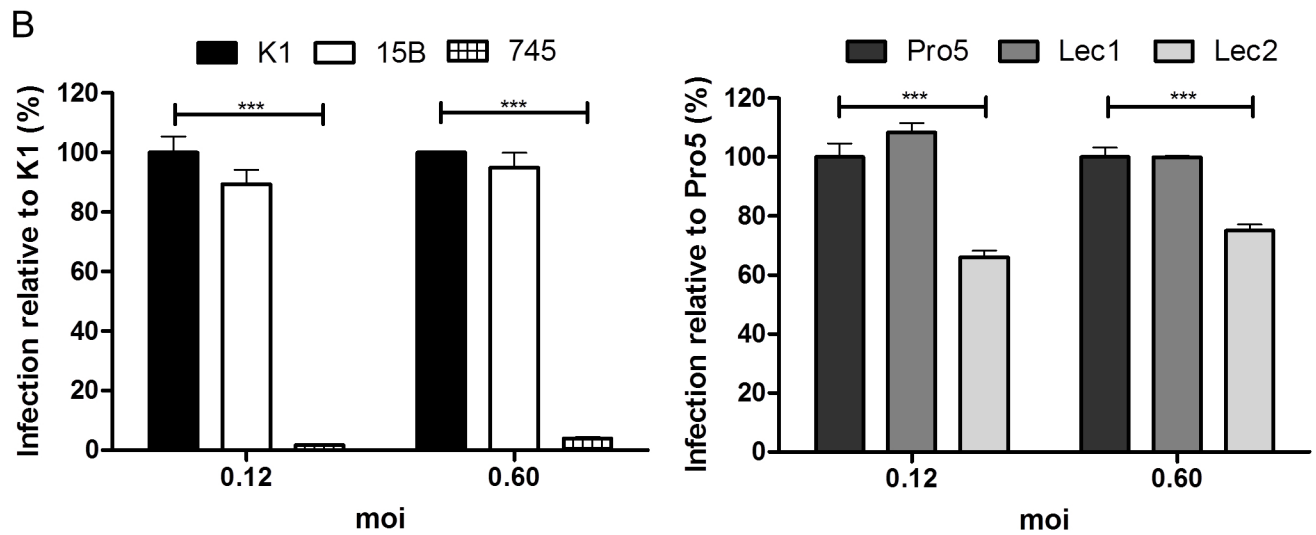 B
K1 15B 745
Infection relative to K1 (%)
120
100
80
60
40
20
0
***
***
0.12 0.60
moi
Pro5 Lec1 Lec2
Infection relative to Pro5 (%)
120
100
80
60
40
20
0
***
***
0.12 0.60
moi